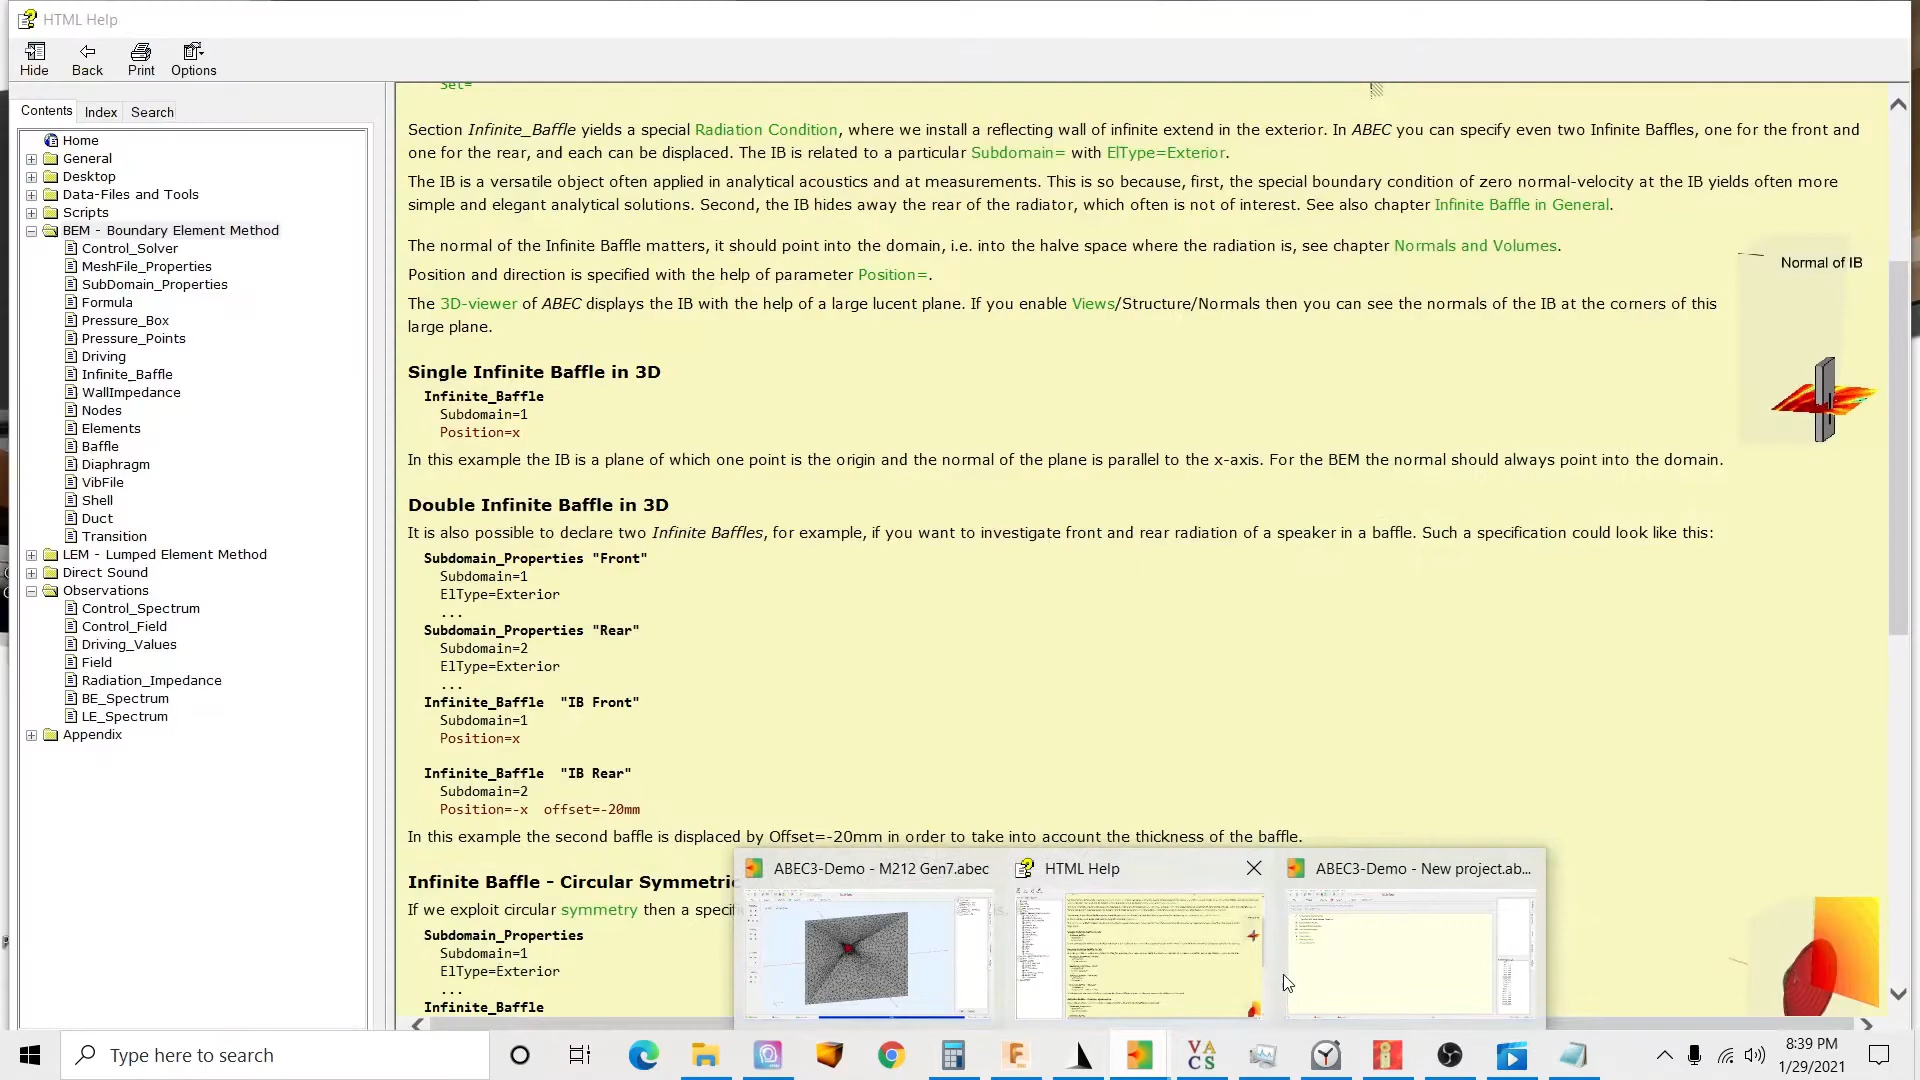 HTML Help
Hide
Back
Print
Options
Contents
Index
Search
Home
General
Desktop
Data-Files and Tools
Scripts
BEM - Boundary Element Method
Control_Solver
MeshFile_Properties
SubDomain_Properties
Formula
Pressure_Box
Pressure_Points
Driving
Infinite_Baffle
WallImpedance
Nodes
Elements
Baffle
Diaphragm
VibFile
Shell
Duct
Transition
LEM - Lumped Element Method
Direct Sound
Observations
Control_Spectrum
Control_Field
Driving_Values
Field
Radiation_Impedance
BE_Spectrum
LE_Spectrum
Appendix
Set=
Section Infinite_Baffle yields a special Radiation Condition, where we install a reflecting wall of infinite extend in the exterior. In ABEC you can specify even two Infinite Baffles, one for the front and
one for the rear, and each can be displaced. The IB is related to a particular Subdomain= with ElType=Exterior.
The IB is a versatile object often applied in analytical acoustics and at measurements. This is so because, first, the special boundary condition of zero normal-velocity at the IB yields often more
simple and elegant analytical solutions. Second, the IB hides away the rear of the radiator, which often is not of interest. See also chapter Infinite Baffle in General.
The normal of the Infinite Baffle matters, it should point into the domain, i.e. into the halve space where the radiation is, see chapter Normals and Volumes.
Position and direction is specified with the help of parameter Position=.
The 3D-viewer of ABEC displays the IB with the help of a large lucent plane. If you enable Views/Structure/Normals then you can see the normals of the IB at the corners of this
large plane.
Normal of IB
Single Infinite Baffle in 3D
Infinite_Baffle
Subdomain=1
Position=x
In this example the IB is a plane of which one point is the origin and the normal of the plane is parallel to the x-axis. For the BEM the normal should always point into the domain.
Double Infinite Baffle in 3D
It is also possible to declare two Infinite Baffles, for example, if you want to investigate front and rear radiation of a speaker in a baffle. Such a specification could look like this:
Subdomain_Properties "Front"
Subdomain=1
ElType=Exterior
...
Subdomain_Properties "Rear"
Subdomain=2
ElType=Exterior
...
Infinite_Baffle "IB Front"
Subdomain=1
Position=x
Infinite_Baffle "IB Rear"
Subdomain=2
Position=-x offset=-20mm
In this example the second baffle is displaced by Offset=-20mm in order to take into account the thickness of the baffle.
Infinite Baffle - Circular Symmetric
If we exploit circular symmetry then a
Subdomain_Properties
Subdomain=1
ElType=Exterior
...
Infinite_Baffle
ABEC3-Demo - M212 Gen7.abec
HTML Help
ABEC3-Demo - New project.ab...
Type here to search
VACS
8:39 PM
1/29/2021